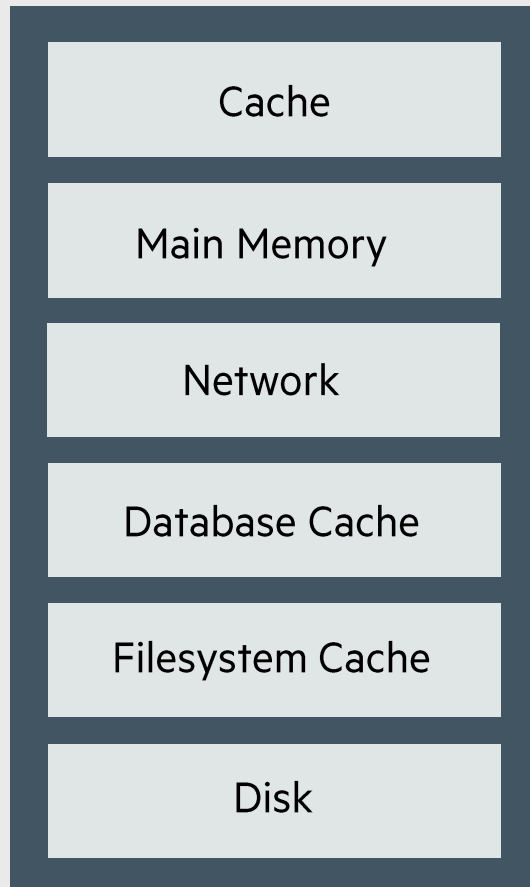 Cache
Main Memory
Network
Database Cache
Filesystem Cache
Disk